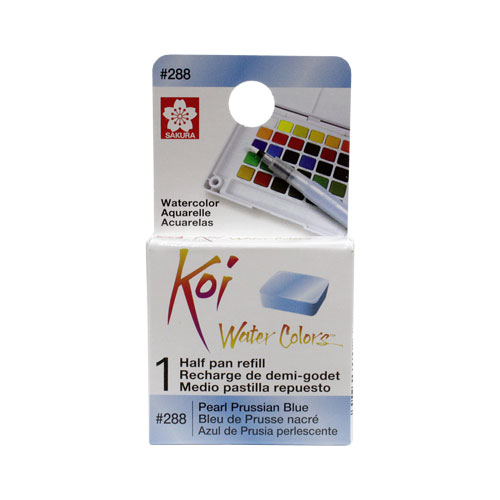 #288
SAKURA
Watercolor
Aquarelle
Acuarelas
Koi
Water Colors
1 Half pan refill
Recharge de demi-godet
Medio pastilla repuesto
#288
Pearl Prussian Blue
Bleu de Prusse nacré
Azul de Prusia perlescente